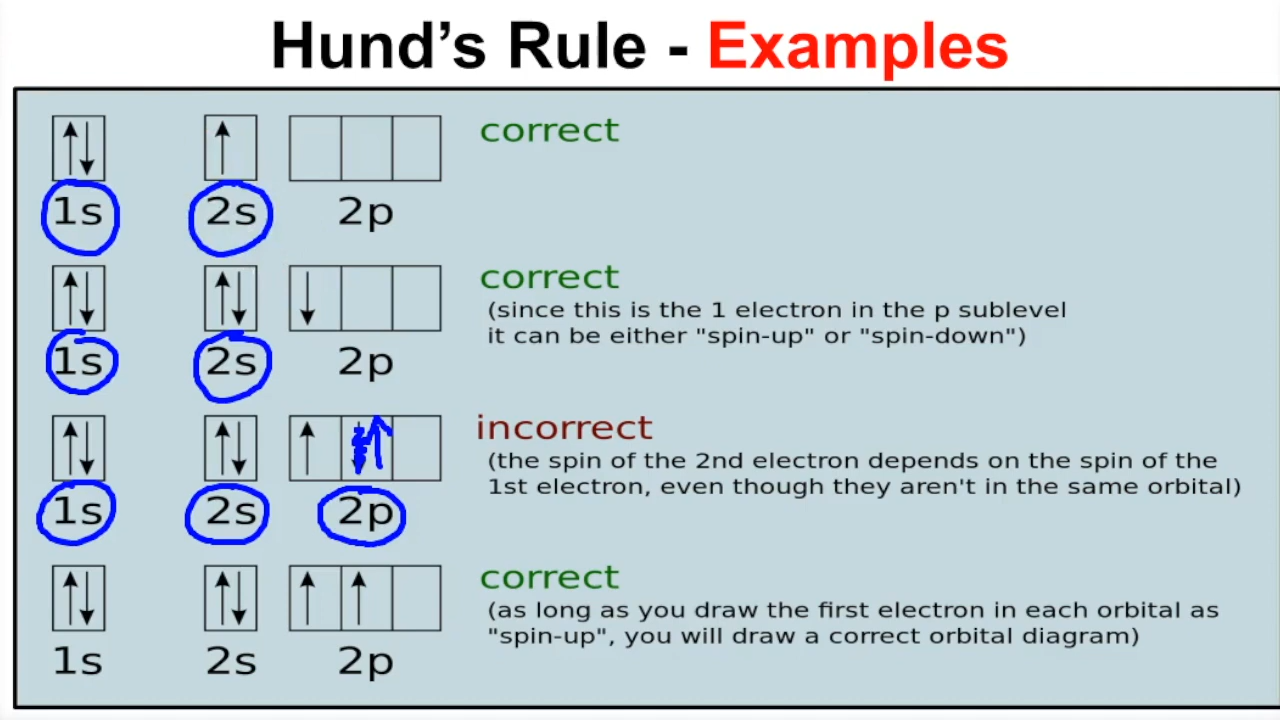 Hund's Rule - Examples
correct
1s 2s 2p
correct
(since this is the 1 electron in the p sublevel
it can be either "spin-up" or "spin-down")
1s 2s 2p
incorrect
(the spin of the 2nd electron depends on the spin of the
1st electron, even though they aren't in the same orbital)
1s 2s 2p
correct
(as long as you draw the first electron in each orbital as
"spin-up", you will draw a correct orbital diagram)
1s 2s 2p